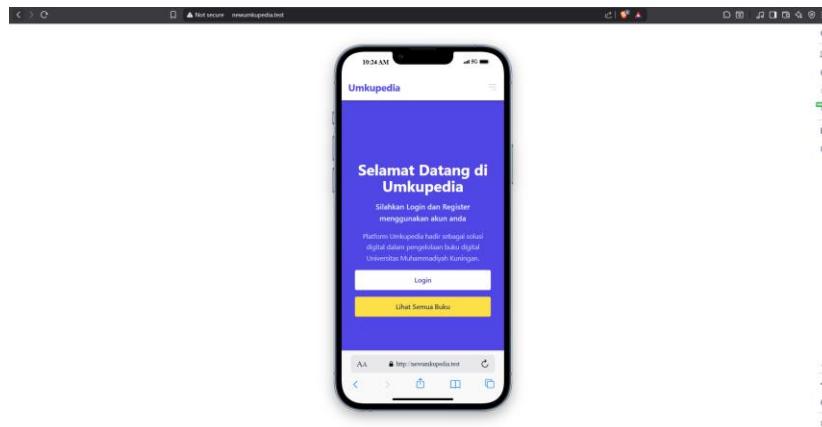 Not secure newumkupedia.test
10:24 AM 5G
Umkupedia
Selamat Datang di
Umkupedia
Silahkan Login dan Register
menggunakan akun anda
Platform Umkupedia hadir sebagai solusi
digital dalam pengelolaan buku digital
Universitas Muhammadiyah Kuningan.
Login
Lihat Semua Buku
AA http://newumkupedia.test